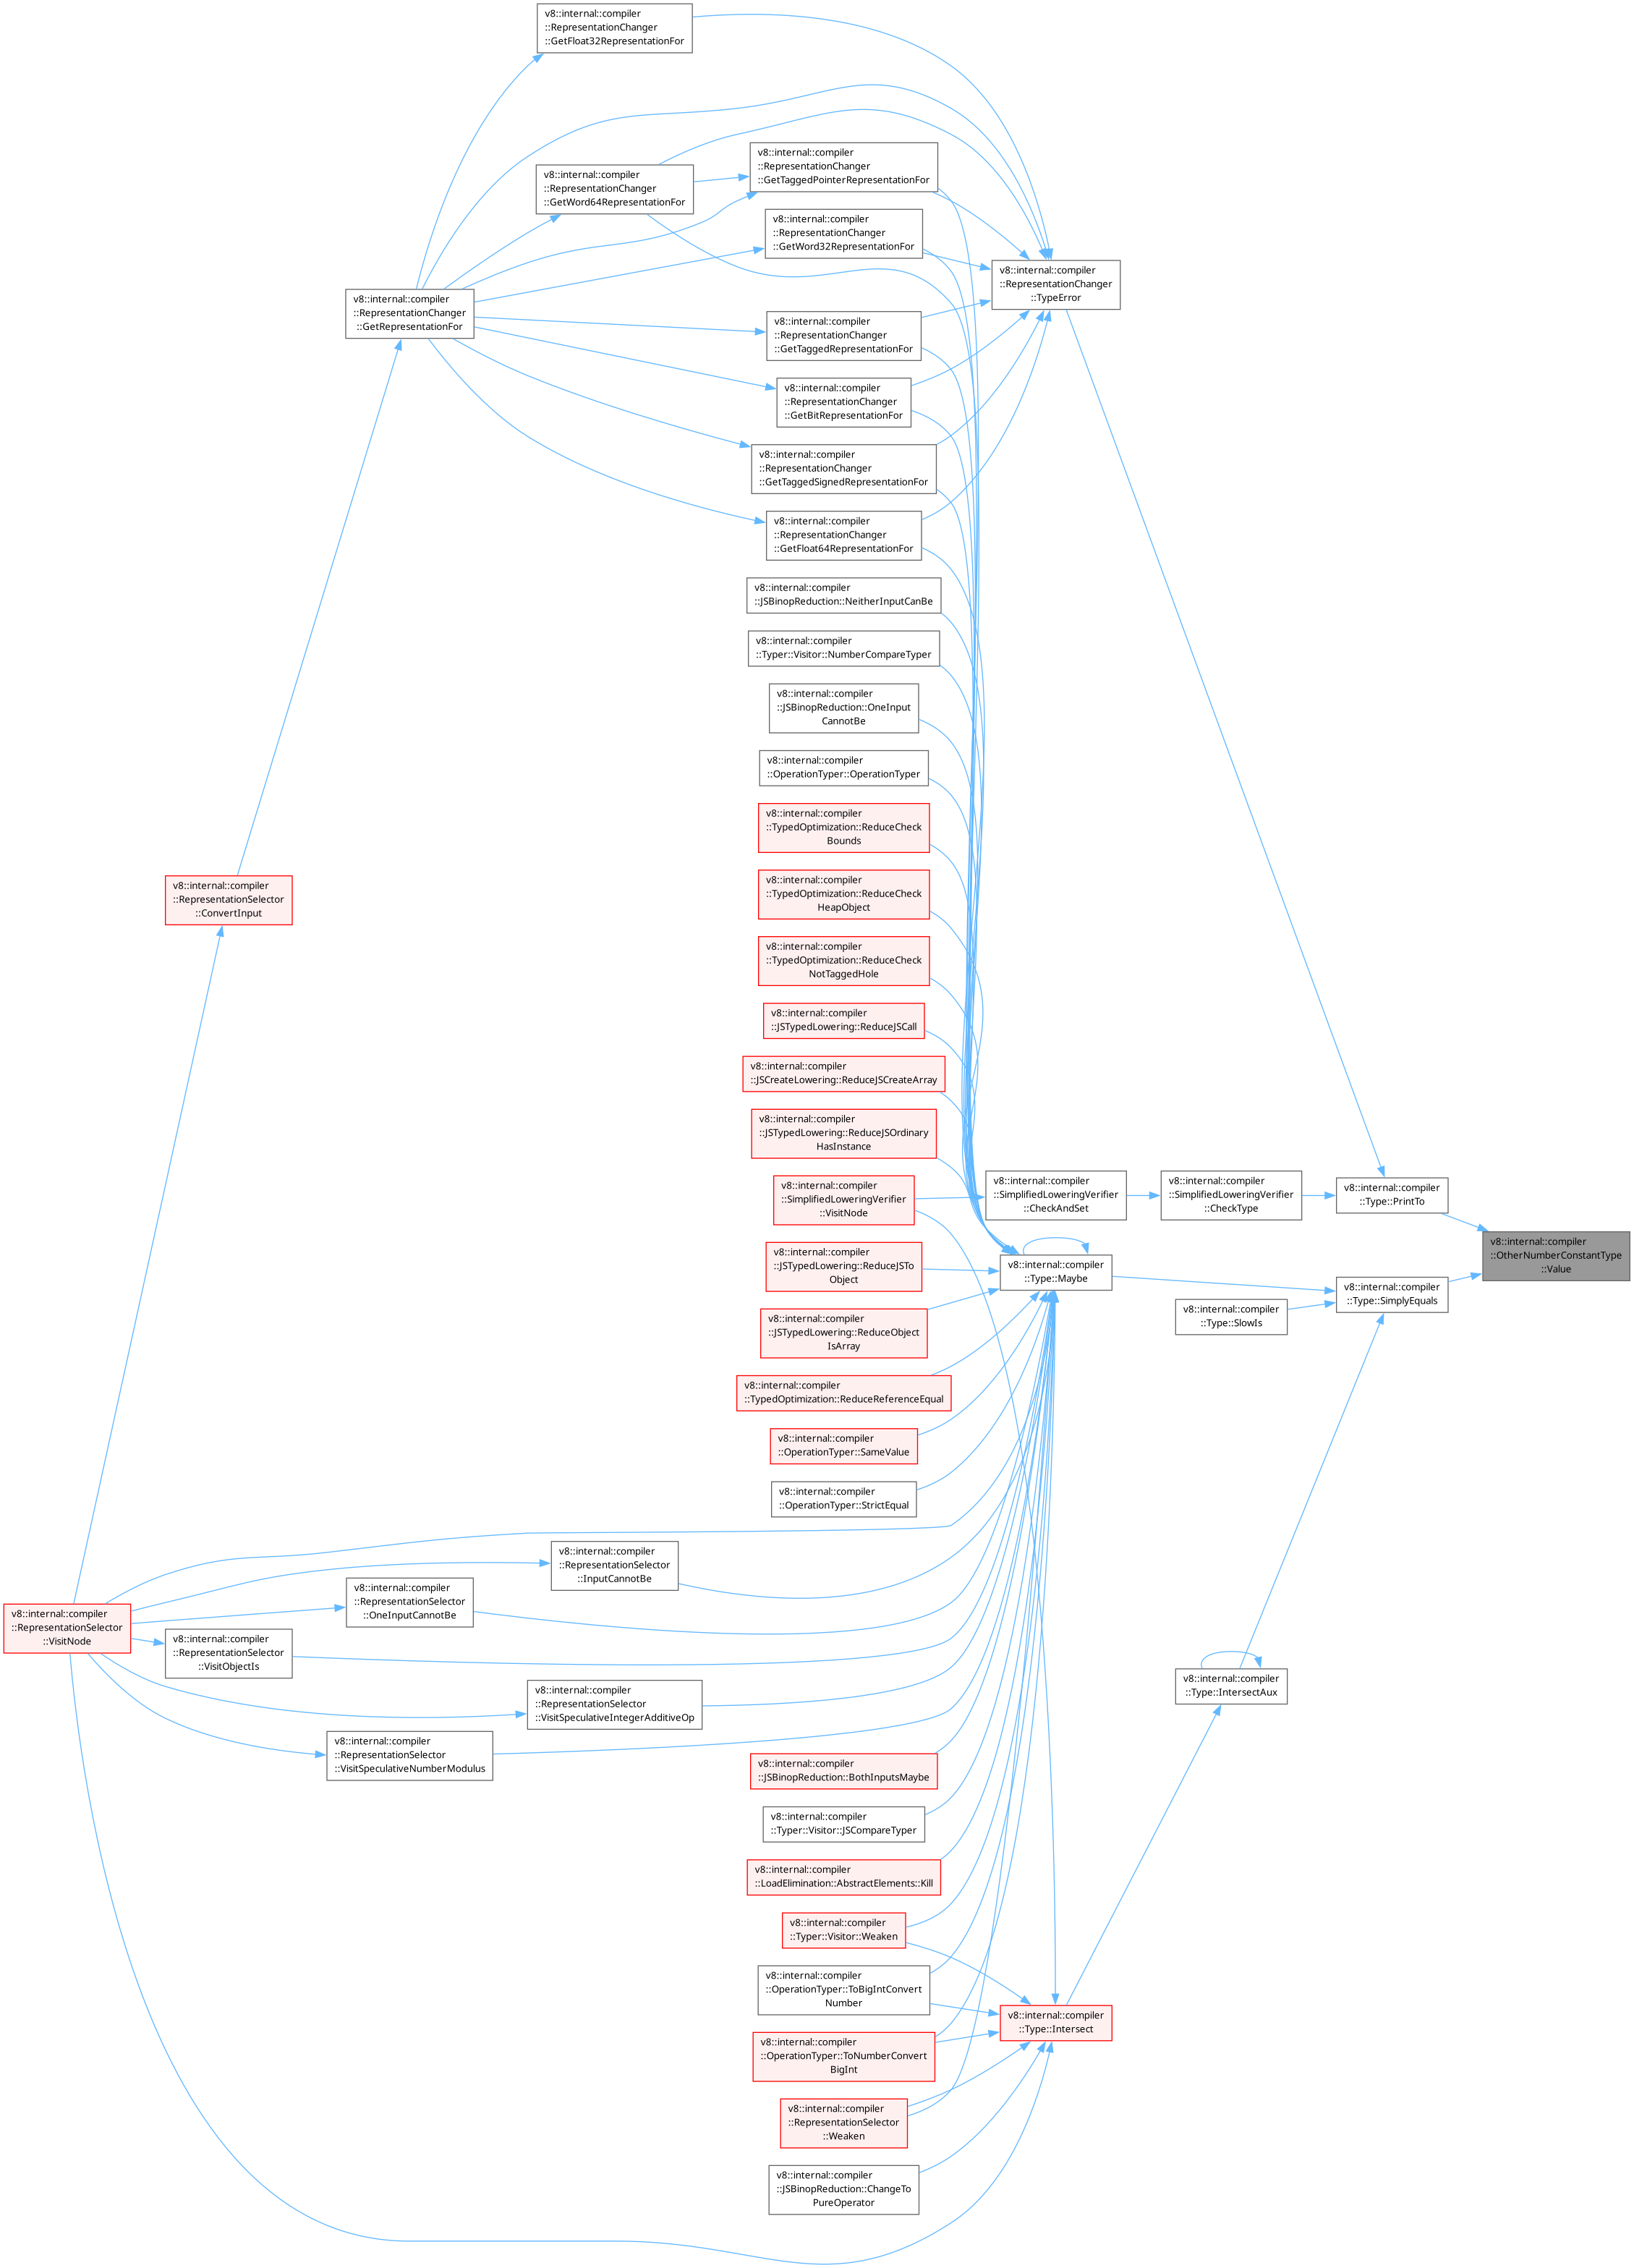 v8::internal::compiler
::RepresentationChanger
::GetFloat32RepresentationFor
v8::internal::compiler
::RepresentationChanger
::GetTaggedPointerRepresentationFor
v8::internal::compiler
::RepresentationChanger
::GetWord64RepresentationFor
v8::internal::compiler
::RepresentationChanger
::GetWord32RepresentationFor
v8::internal::compiler
::RepresentationChanger
::TypeError
v8::internal::compiler
::RepresentationChanger
::GetRepresentationFor
v8::internal::compiler
::RepresentationChanger
::GetTaggedRepresentationFor
v8::internal::compiler
::RepresentationChanger
::GetBitRepresentationFor
v8::internal::compiler
::RepresentationChanger
::GetTaggedSignedRepresentationFor
v8::internal::compiler
::RepresentationChanger
::GetFloat64RepresentationFor
v8::internal::compiler
::JSBinopReduction::NeitherInputCanBe
v8::internal::compiler
::Typer::Visitor::NumberCompareTyper
v8::internal::compiler
::JSBinopReduction::OneInput
CannotBe
v8::internal::compiler
::OperationTyper::OperationTyper
v8::internal::compiler
::TypedOptimization::ReduceCheck
Bounds
v8::internal::compiler
::RepresentationSelector
::ConvertInput
v8::internal::compiler
::TypedOptimization::ReduceCheck
HeapObject
v8::internal::compiler
::TypedOptimization::ReduceCheck
NotTaggedHole
v8::internal::compiler
::JSTypedLowering::ReduceJSCall
v8::internal::compiler
::JSCreateLowering::ReduceJSCreateArray
v8::internal::compiler
::JSTypedLowering::ReduceJSOrdinary
HasInstance
v8::internal::compiler
::SimplifiedLoweringVerifier
::VisitNode
v8::internal::compiler
::SimplifiedLoweringVerifier
::CheckAndSet
v8::internal::compiler
::SimplifiedLoweringVerifier
::CheckType
v8::internal::compiler
::Type::PrintTo
v8::internal::compiler
::OtherNumberConstantType
::Value
v8::internal::compiler
::JSTypedLowering::ReduceJSTo
Object
v8::internal::compiler
::Type::Maybe
v8::internal::compiler
::Type::SimplyEquals
v8::internal::compiler
::Type::SlowIs
v8::internal::compiler
::JSTypedLowering::ReduceObject
IsArray
v8::internal::compiler
::TypedOptimization::ReduceReferenceEqual
v8::internal::compiler
::OperationTyper::SameValue
v8::internal::compiler
::OperationTyper::StrictEqual
v8::internal::compiler
::RepresentationSelector
::InputCannotBe
v8::internal::compiler
::RepresentationSelector
::OneInputCannotBe
v8::internal::compiler
::RepresentationSelector
::VisitNode
v8::internal::compiler
::RepresentationSelector
::VisitObjectIs
v8::internal::compiler
::Type::IntersectAux
v8::internal::compiler
::RepresentationSelector
::VisitSpeculativeIntegerAdditiveOp
v8::internal::compiler
::RepresentationSelector
::VisitSpeculativeNumberModulus
v8::internal::compiler
::JSBinopReduction::BothInputsMaybe
v8::internal::compiler
::Typer::Visitor::JSCompareTyper
v8::internal::compiler
::LoadElimination::AbstractElements::Kill
v8::internal::compiler
::Typer::Visitor::Weaken
v8::internal::compiler
::OperationTyper::ToBigIntConvert
Number
v8::internal::compiler
::Type::Intersect
v8::internal::compiler
::OperationTyper::ToNumberConvert
BigInt
v8::internal::compiler
::RepresentationSelector
::Weaken
v8::internal::compiler
::JSBinopReduction::ChangeTo
PureOperator